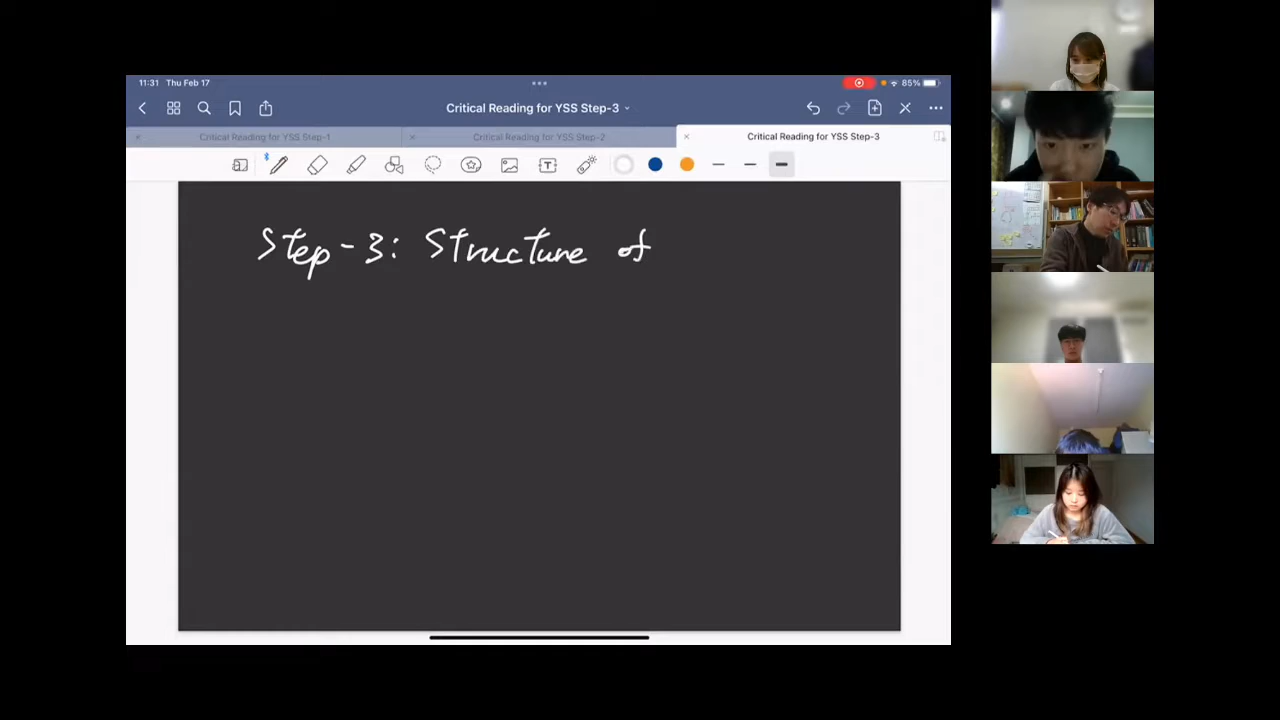 11:31 Thu Feb 17
85%
Critical Reading for YSS Step-3
Critical Reading for YSS Step-1
Critical Reading for YSS Step-2
Critical Reading for YSS Step-3
T
Step-3: Structure of